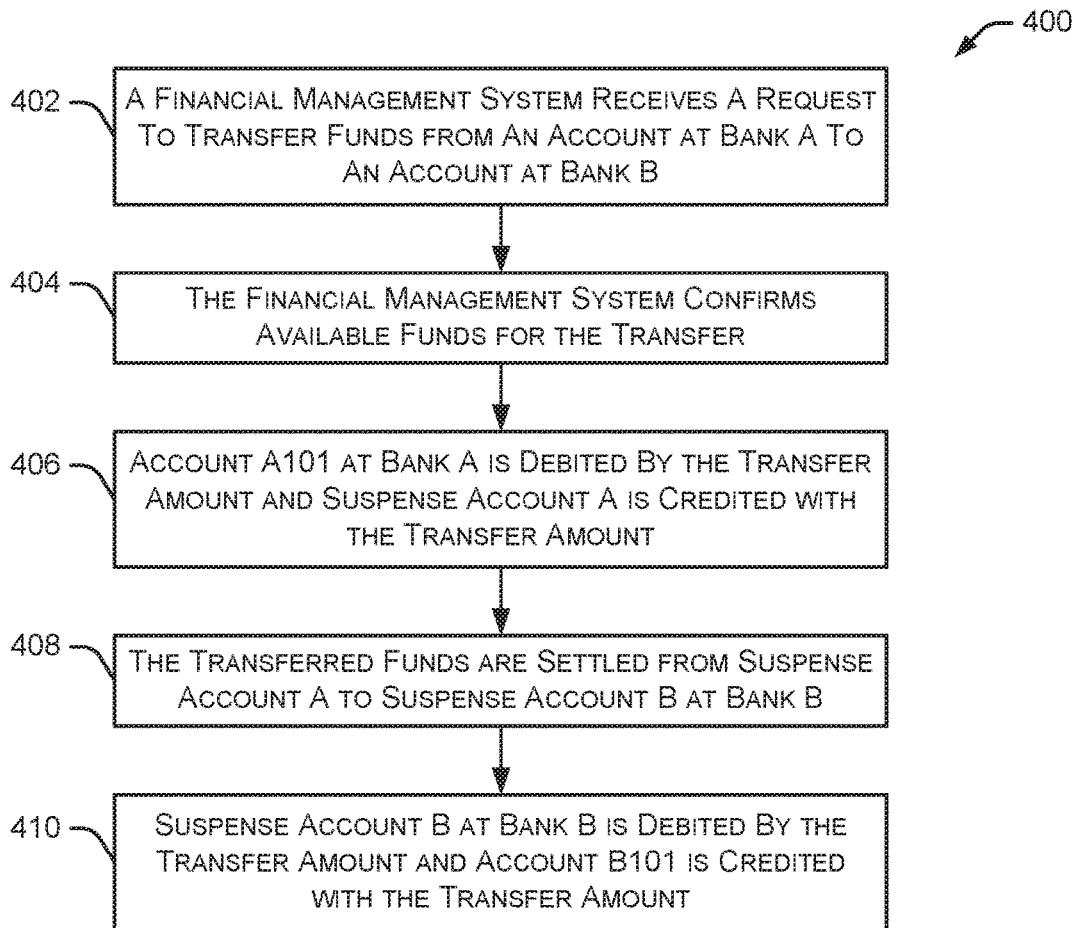 400
402
A FINANCIAL MANAGEMENT SYSTEM RECEIVES A REQUEST
TO TRANSFER FUNDS FROM AN ACCOUNT AT BANK A TO
AN ACCOUNT AT BANK B
404
THE FINANCIAL MANAGEMENT SYSTEM CONFIRMS
AVAILABLE FUNDS FOR THE TRANSFER
406
ACCOUNT A101 AT BANK A IS DEBITED BY THE TRANSFER
AMOUNT AND SUSPENSE ACCOUNT A IS CREDITED WITH
THE TRANSFER AMOUNT
408
THE TRANSFERRED FUNDS ARE SETTLED FROM SUSPENSE
ACCOUNT A TO SUSPENSE ACCOUNT B AT BANK B
410
SUSPENSE ACCOUNT B AT BANK B IS DEBITED BY THE
TRANSFER AMOUNT AND ACCOUNT B101 IS CREDITED
WITH THE TRANSFER AMOUNT